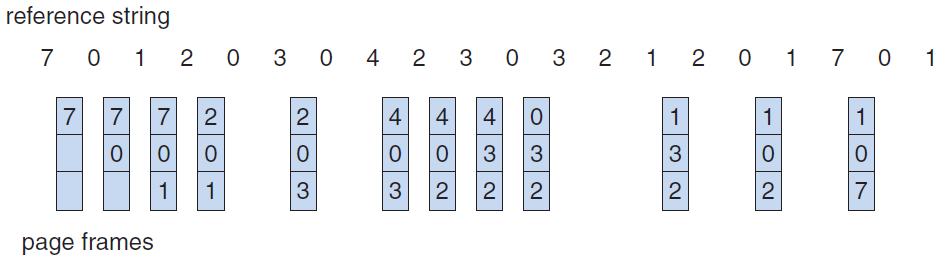 reference string
7 0 1 2 0 3 0 4 2 3 0 3 2 1 2 0 1 7 0 1
7 7 7 2 2 4 4 4 0 1 1 1
0 0 0 0 0 0 3 3 3 0 0
1 1 3 3 2 2 2 2 2 7
page frames